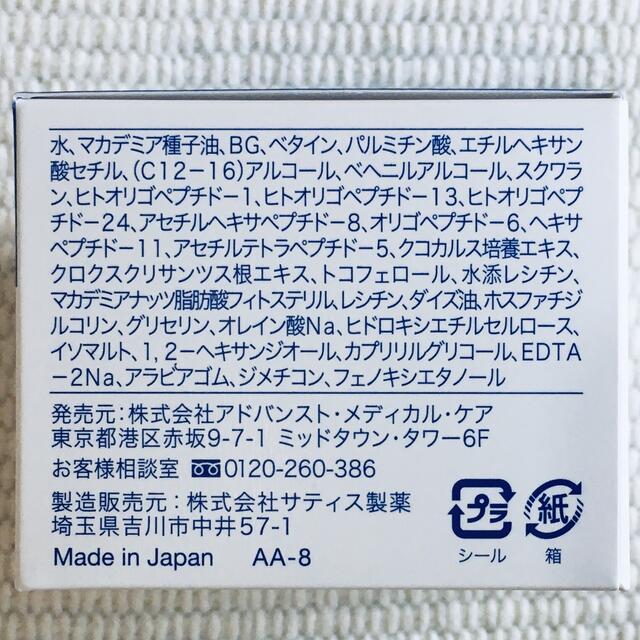 水、マカデミア種子油、BG、ベタイン、パルミチン酸、エチルヘキサン
酸セチル、(C12-16)アルコール、ベヘニルアルコール、スクワラ
ン、ヒトオリゴペプチド-1、ヒトオリゴペプチド-13、ヒトオリゴペプ
チド-24、アセチルヘキサペプチド-8、オリゴペプチド-6、ヘキサ
ペプチド-11、アセチルテトラペプチド-5、クコカルス培養エキス、
クロクスクリサンツス根エキス、トコフェロール、水添レシチン、
マカデミアナッツ脂肪酸フィトステリル、レシチン、ダイズ油、ホスファチジ
ルコリン、グリセリン、オレイン酸Na、ヒドロキシエチルセルロース、
イソマルト、1,2-ヘキサンジオール、カプリリルグリコール、EDTA
-2Na、アラビアゴム、ジメチコン、フェノキシエタノール
発売元:株式会社アドバンスト・メディカル・ケア
東京都港区赤坂9-7-1 ミッドタウン・タワー6F
お客様相談室 0120-260-386
製造販売元:株式会社サティス製薬
埼玉県吉川市中井57-1
Made in Japan AA-8
プラ 紙
シール 箱